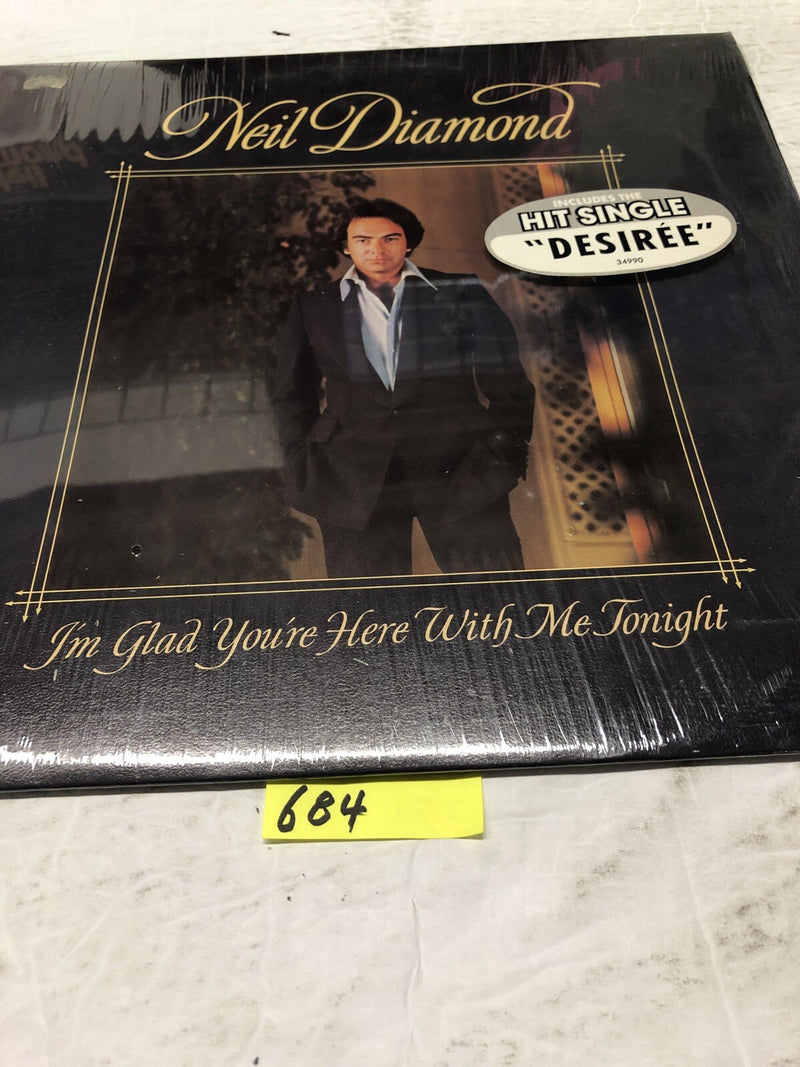 Neil Diamond
INCLUDES THE
HIT SINGLE
"DESIRÉE"
34990
I'm Glad You're Here With Me Tonight
684